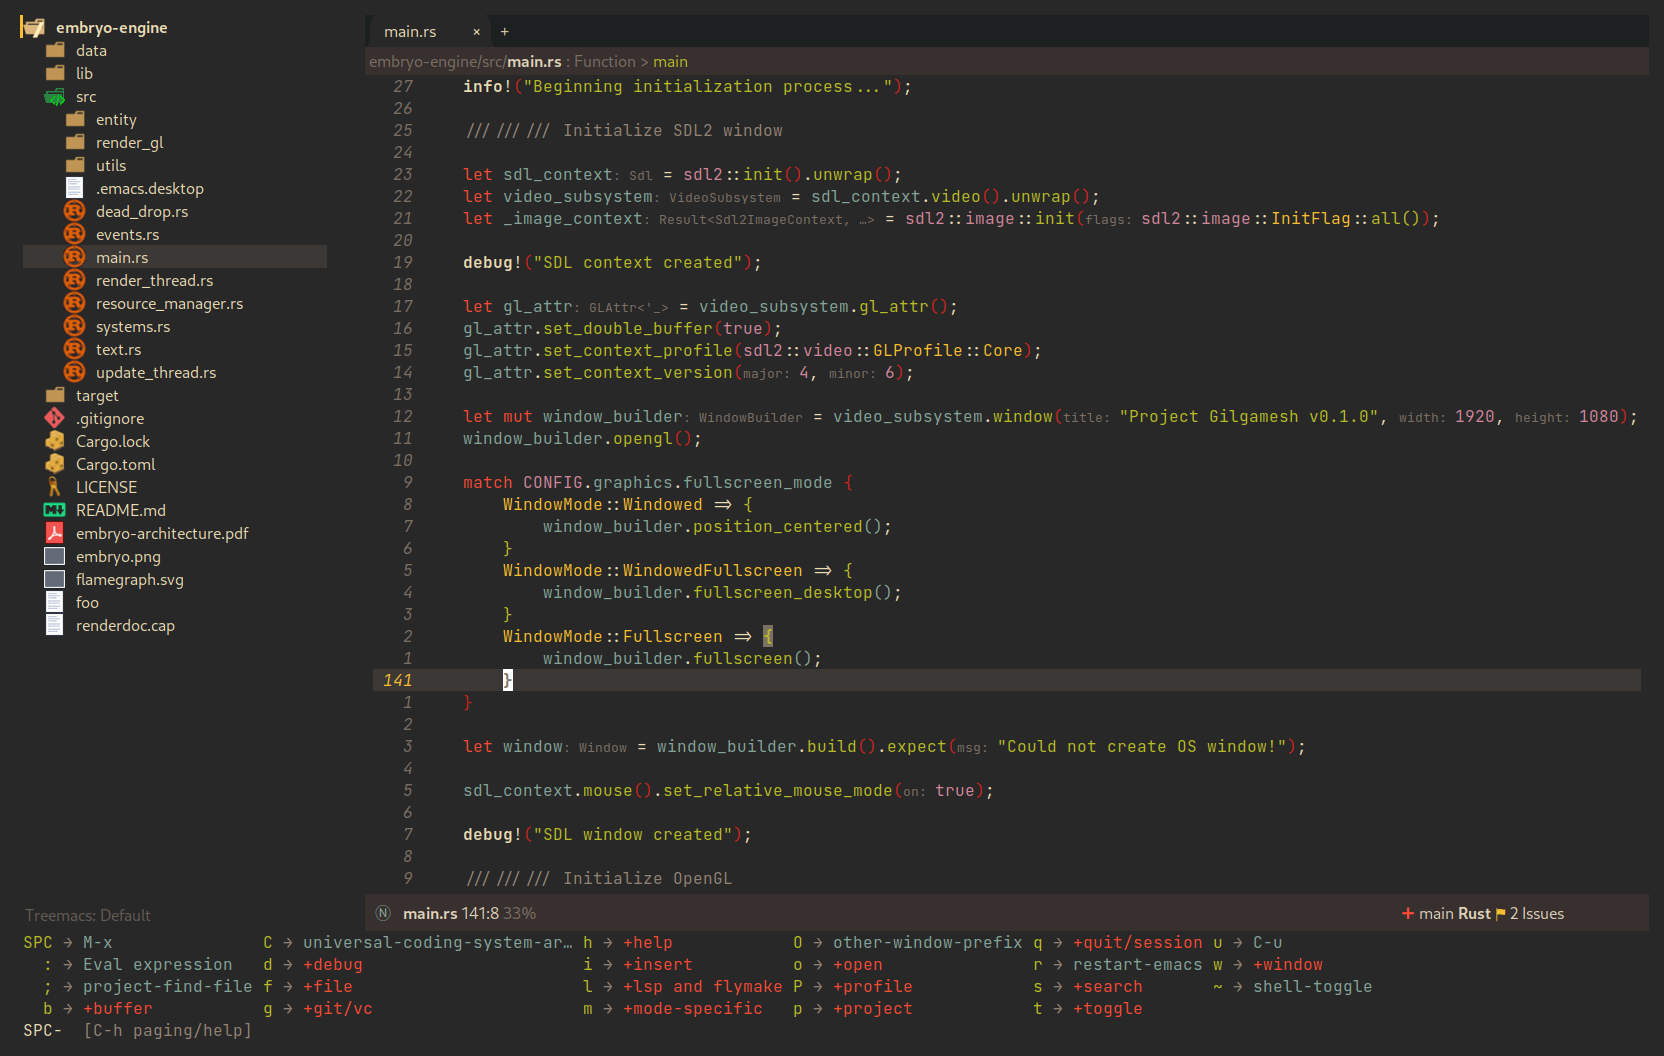 embryo-engine
data
lib
src
entity
render_gl
utils
.emacs.desktop
dead_drop.rs
events.rs
main.rs
render_thread.rs
resource_manager.rs
systems.rs
text.rs
update_thread.rs
target
.gitignore
Cargo.lock
Cargo.toml
LICENSE
README.md
embryo-architecture.pdf
embryo.png
flamegraph.svg
foo
renderdoc.cap
Treemacs: Default
main.rs × +
embryo-engine/src/main.rs : Function > main
27 info!("Beginning initialization process...");
26
25 /// /// /// Initialize SDL2 window
24
23 let sdl_context: Sdl = sdl2::init().unwrap();
22 let video_subsystem: VideoSubsystem = sdl_context.video().unwrap();
21 let _image_context: Result<Sdl2ImageContext, …> = sdl2::image::init(flags: sdl2::image::InitFlag::all());
20
19 debug!("SDL context created");
18
17 let gl_attr: GLAttr<'_> = video_subsystem.gl_attr();
16 gl_attr.set_double_buffer(true);
15 gl_attr.set_context_profile(sdl2::video::GLProfile::Core);
14 gl_attr.set_context_version(major: 4, minor: 6);
13
12 let mut window_builder: WindowBuilder = video_subsystem.window(title: "Project Gilgamesh v0.1.0", width: 1920, height: 1080);
11 window_builder.opengl();
10
9 match CONFIG.graphics.fullscreen_mode {
8 WindowMode::Windowed => {
7 window_builder.position_centered();
6 }
5 WindowMode::WindowedFullscreen => {
4 window_builder.fullscreen_desktop();
3 }
2 WindowMode::Fullscreen => {
1 window_builder.fullscreen();
141 }
1 }
2
3 let window: Window = window_builder.build().expect(msg: "Could not create OS window!");
4
5 sdl_context.mouse().set_relative_mouse_mode(on: true);
6
7 debug!("SDL window created");
8
9 /// /// /// Initialize OpenGL
N main.rs 141:8 33% + main Rust 2 Issues
SPC → M-x C → universal-coding-system-ar… h → +help O → other-window-prefix q → +quit/session u → C-u
: → Eval expression d → +debug i → +insert o → +open r → restart-emacs w → +window
; → project-find-file f → +file l → +lsp and flymake P → +profile s → +search ~ → shell-toggle
b → +buffer g → +git/vc m → +mode-specific p → +project t → +toggle
SPC- [C-h paging/help]